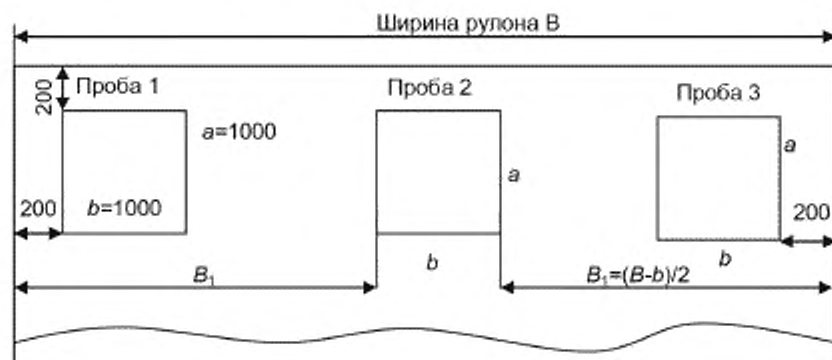 Ширина рулона В
200
Проба 1
Проба 2
Проба 3
a=1000
a
a
200
b=1000
200
B₁
b
b
B₁=(B-b)/2